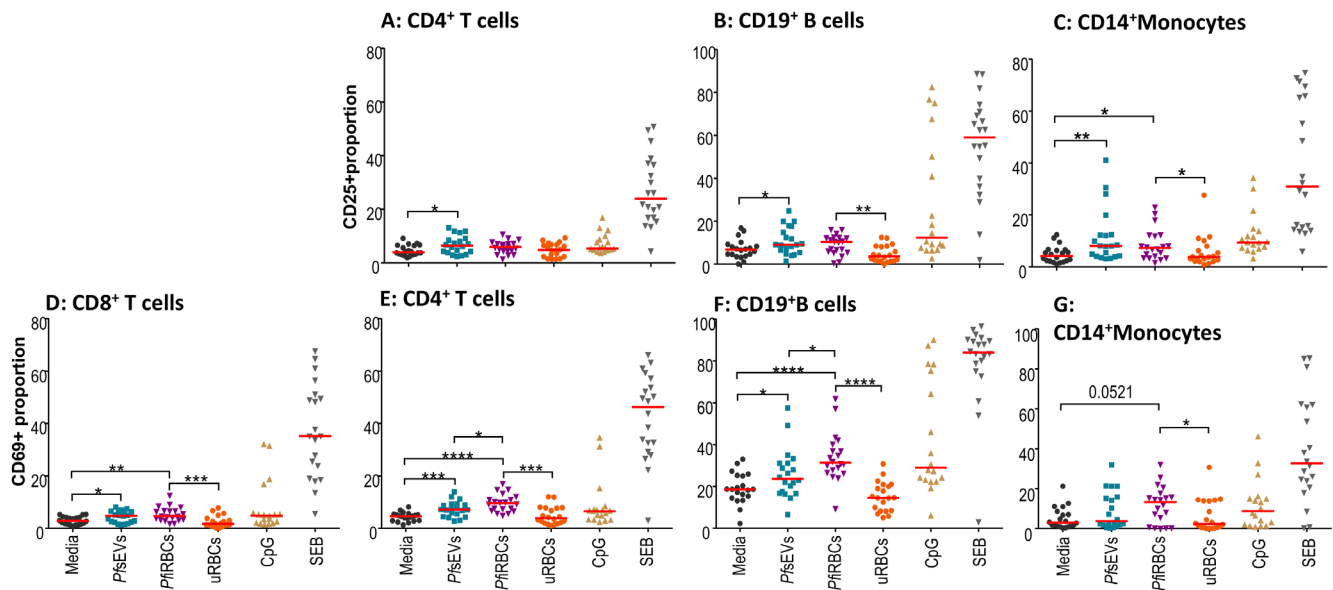 A: CD4+ T cells
B: CD19+ B cells
C: CD14+Monocytes
CD25+proportion
80
60
40
20
0
*
100
80
60
40
20
0
*
**
80
60
40
20
0
**
*
*
D: CD8+ T cells
E: CD4+ T cells
F: CD19+B cells
G:
CD14+Monocytes
CD69+ proportion
80
60
40
20
0
**
*
***
80
60
40
20
0
*
****
***
***
100
80
60
40
20
0
*
****
*
****
100
80
60
40
20
0
0.0521
*
Media
PfsEVs
PfiRBCs
uRBCs
CpG
SEB
Media
PfsEVs
PfiRBCs
uRBCs
CpG
SEB
Media
PfsEVs
PfiRBCs
uRBCs
CpG
SEB
Media
PfsEVs
PfiRBCs
uRBCs
CpG
SEB